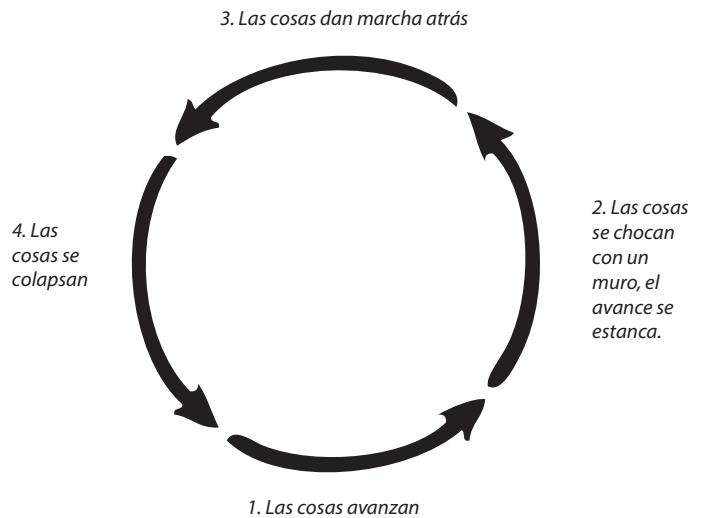 3. Las cosas dan marcha atrás
4. Las
cosas se
colapsan
2. Las cosas
se chocan
con un
muro, el
avance se
estanca.
1. Las cosas avanzan